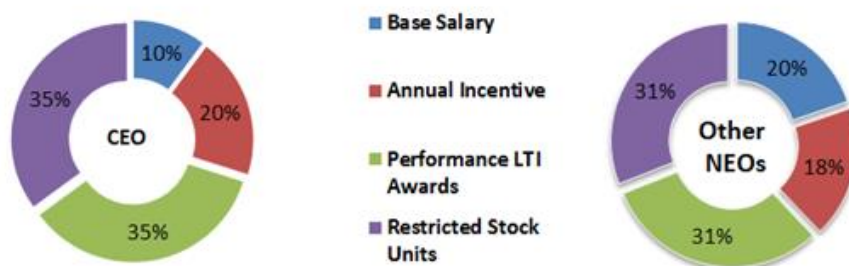 10%
20%
35%
35%
CEO
Base Salary
Annual Incentive
Performance LTI
Awards
Restricted Stock
Units
20%
18%
31%
31%
Other
NEOs